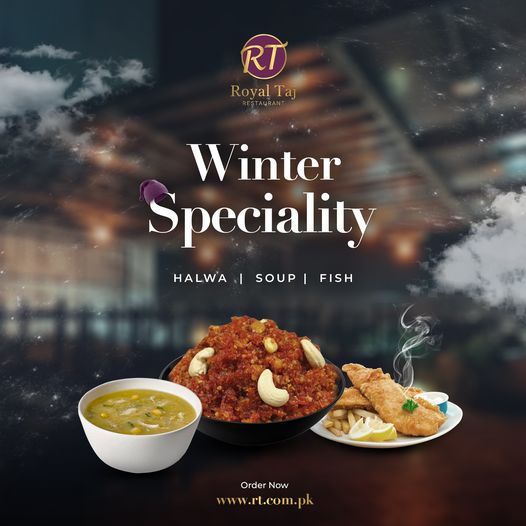 RT
Royal Taj
RESTAURANT
Winter
Speciality
HALWA | SOUP | FISH
Order Now
www.rt.com.pk